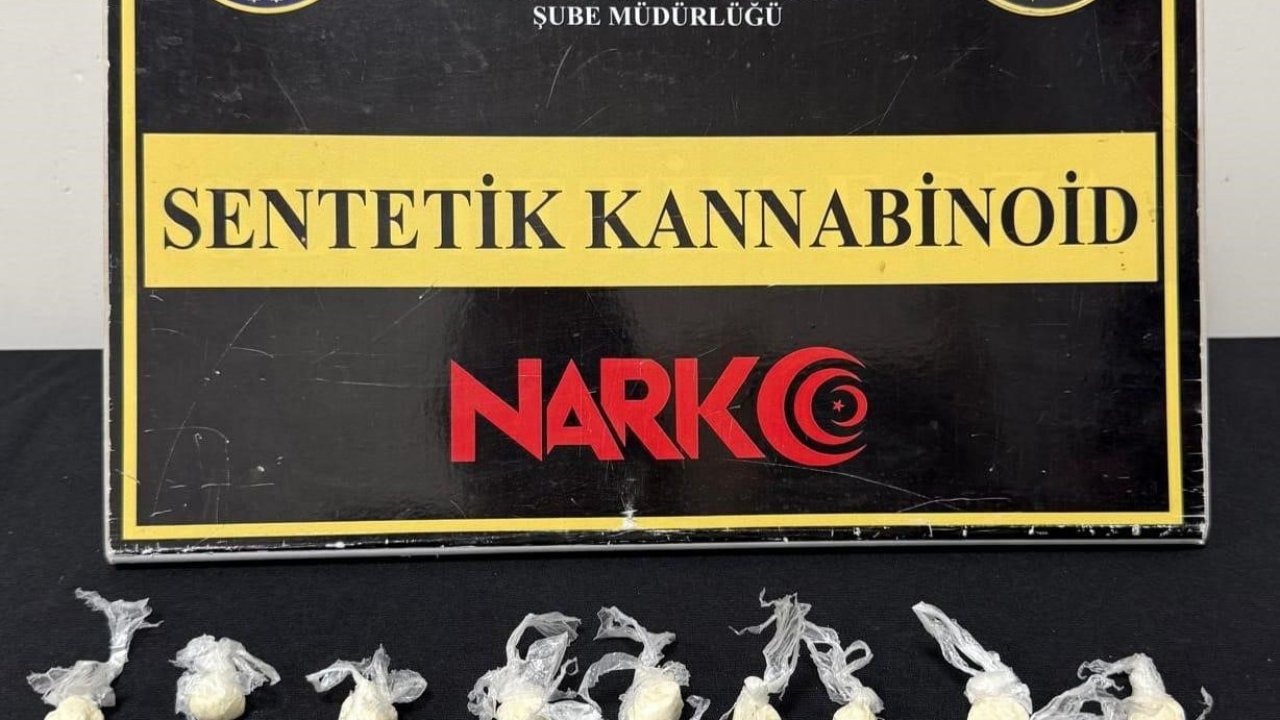 ŞUBE MÜDÜRLÜĞÜ
SENTETİK KANNABİNOİD
NARKO